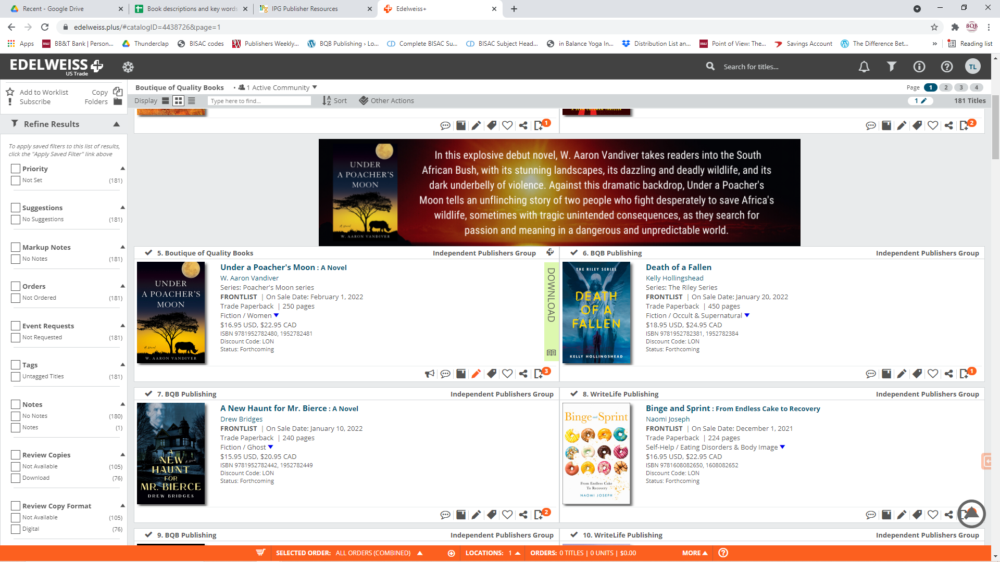 Recent - Google Drive
Book descriptions and key words
IPG Publisher Resources
Edelweiss+
edelweiss.plus/#catalogID=4438726&page=1
BQB
Apps
BB&T Bank | Person...
Thunderclap
BISAC codes
Publishers Weekly...
BQB Publishing › Lo...
Complete BISAC Su...
BISAC Subject Head...
in Balance Yoga In...
Distribution List an...
Point of View: The...
Savings Account
The Difference Bet...
»
Reading list
EDELWEISS
US Trade
Search for titles...
TL
Add to Worklist
Copy
Subscribe
Folders
Boutique of Quality Books
• 1 Active Community
Page 1 2 3 4
Display
Type here to find...
Sort
Other Actions
1
181 Titles
Refine Results
To apply saved filters to this list of results,
click the "Apply Saved Filter" link above
Priority
Not Set (181)
Suggestions
No Suggestions (181)
Markup Notes
No Notes (181)
Orders
Not Ordered (181)
Event Requests
Not Requested (181)
Tags
Untagged Titles (181)
Notes
No Notes (180)
Notes (1)
Review Copies
Not Available (105)
Download (76)
Review Copy Format
Not Available (105)
Digital (76)
A SEAN COLEMAN THRILLER
1
2
UNDER
A POACHER'S
MOON
A Novel
W. AARON VANDIVER
In this explosive debut novel, W. Aaron Vandiver takes readers into the South
African Bush, with its stunning landscapes, its dazzling and deadly wildlife, and its
dark underbelly of violence. Against this dramatic backdrop, Under a Poacher's
Moon tells an unflinching story of two people who fight desperately to save Africa's
wildlife, sometimes with tragic unintended consequences, as they search for
passion and meaning in a dangerous and unpredictable world.
5. Boutique of Quality Books
Independent Publishers Group
UNDER
A POACHER'S
MOON
A Novel
W. AARON VANDIVER
Under a Poacher's Moon : A Novel
W. Aaron Vandiver
Series: Poacher's Moon series
FRONTLIST | On Sale Date: February 1, 2022
Trade Paperback | 250 pages
Fiction / Women
$16.95 USD, $22.95 CAD
ISBN 9781952782480, 1952782481
Discount Code: LON
Status: Forthcoming
DOWNLOAD
3
6. BQB Publishing
Independent Publishers Group
THE RILEY SERIES
DEATH
OF A
FALLEN
KELLY HOLLINGSHEAD
Death of a Fallen
Kelly Hollingshead
Series: The Riley Series
FRONTLIST | On Sale Date: January 20, 2022
Trade Paperback | 450 pages
Fiction / Occult & Supernatural
$18.95 USD, $24.95 CAD
ISBN 9781952782381, 1952782384
Discount Code: LON
Status: Forthcoming
1
7. BQB Publishing
Independent Publishers Group
A
NEW
A Novel
HAUNT
FOR
MR. BIERCE
DREW BRIDGES
A New Haunt for Mr. Bierce : A Novel
Drew Bridges
FRONTLIST | On Sale Date: January 10, 2022
Trade Paperback | 240 pages
Fiction / Ghost
$15.95 USD, $20.95 CAD
ISBN 9781952782442, 1952782449
Discount Code: LON
Status: Forthcoming
2
8. WriteLife Publishing
Independent Publishers Group
Binge and Sprint
From Endless Cake
To Recovery
NAOMI JOSEPH
Binge and Sprint : From Endless Cake to Recovery
Naomi Joseph
FRONTLIST | On Sale Date: December 1, 2021
Trade Paperback | 224 pages
Self-Help / Eating Disorders & Body Image
$16.95 USD, $22.95 CAD
ISBN 9781608082650, 1608082652
Discount Code: LON
Status: Forthcoming
9. BQB Publishing
Independent Publishers Group
10. WriteLife Publishing
Independent Publishers Group
SELECTED ORDER: ALL ORDERS (COMBINED)
LOCATIONS: 1
ORDERS: 0 TITLES | 0 UNITS | $0.00
MORE